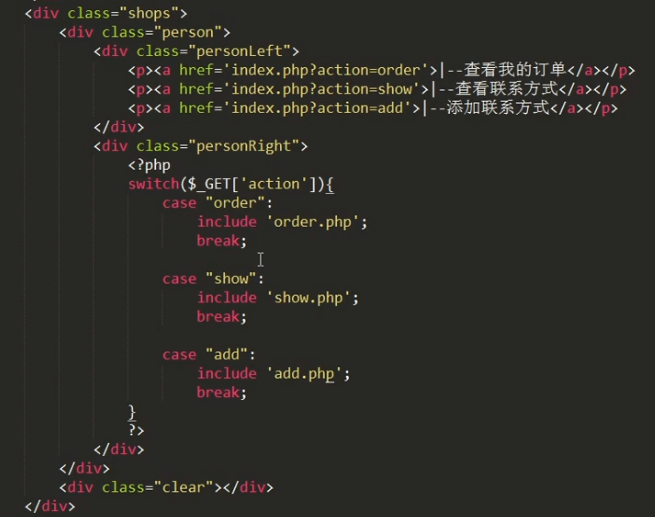 <div class="shops">
<div class="person">
<div class="personLeft">
<p><a href='index.php?action=order'>|--查看我的订单</a></p>
<p><a href='index.php?action=show'>|--查看联系方式</a></p>
<p><a href='index.php?action=add'>|--添加联系方式</a></p>
</div>
<div class="personRight">
<?php
switch($_GET['action']){
case "order":
include 'order.php';
break;
case "show":
include 'show.php';
break;
case "add":
include 'add.php';
break;
}
?>
</div>
</div>
<div class="clear"></div>
</div>